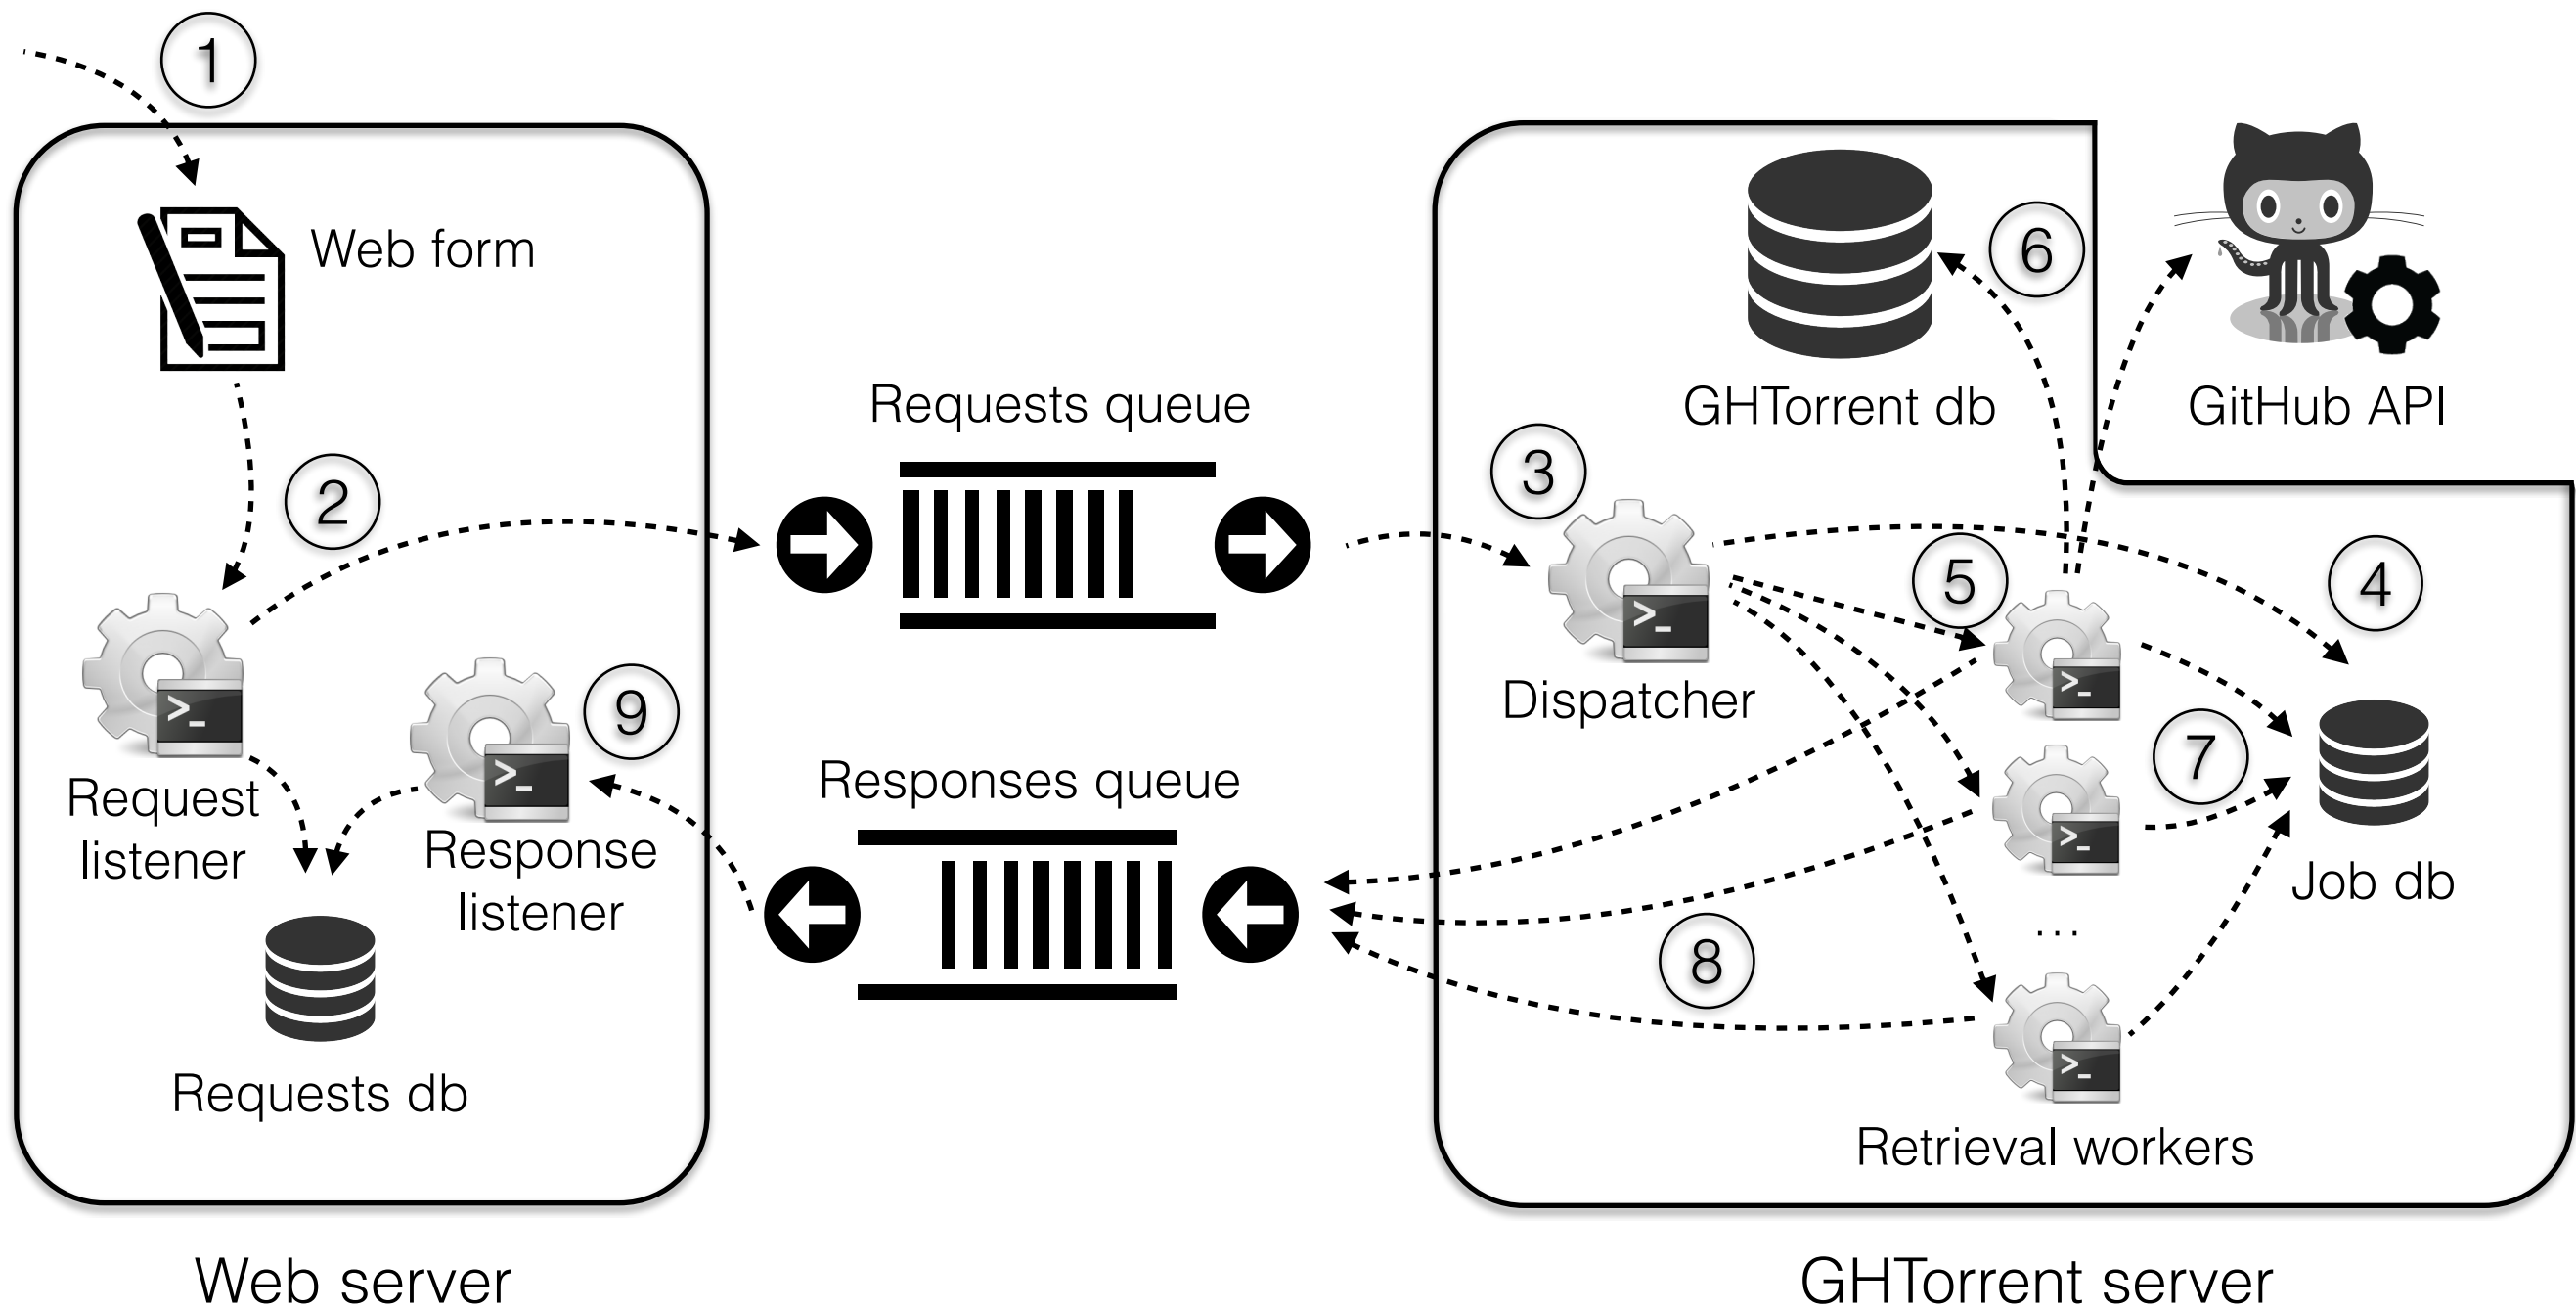 1
Web form
2
Request
listener
9
Response
listener
Requests db
Web server
Requests queue
Responses queue
3
Dispatcher
GHTorrent db
6
GitHub API
5
4
7
Job db
8
...
Retrieval workers
GHTorrent server
>_
>_
>_
>_
>_
>_